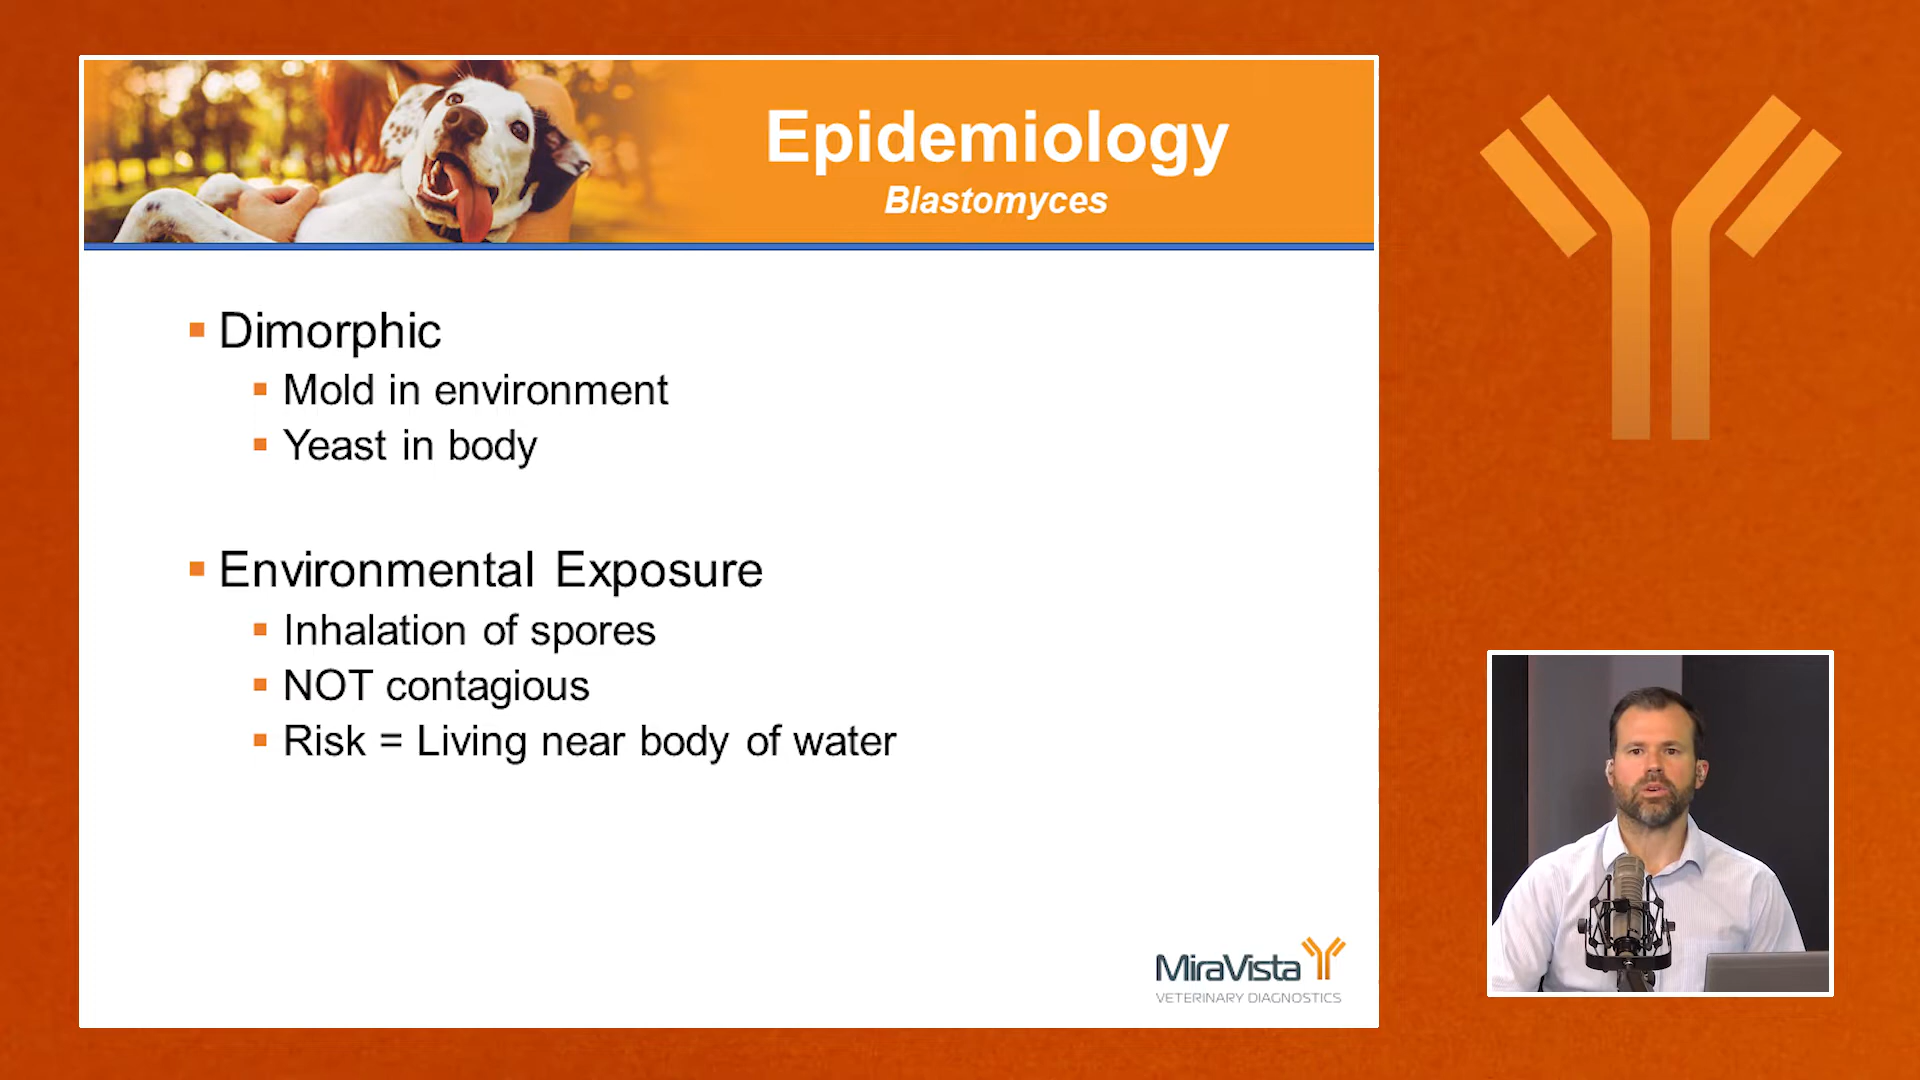 Epidemiology
Blastomyces
Dimorphic
Mold in environment
Yeast in body
Environmental Exposure
Inhalation of spores
NOT contagious
Risk = Living near body of water
MiraVista
VETERINARY DIAGNOSTICS